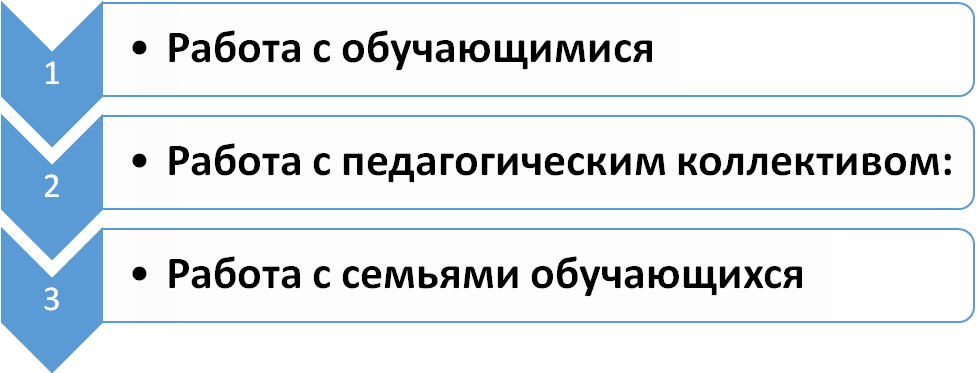 1
• Работа с обучающимися
2
• Работа с педагогическим коллективом:
3
• Работа с семьями обучающихся